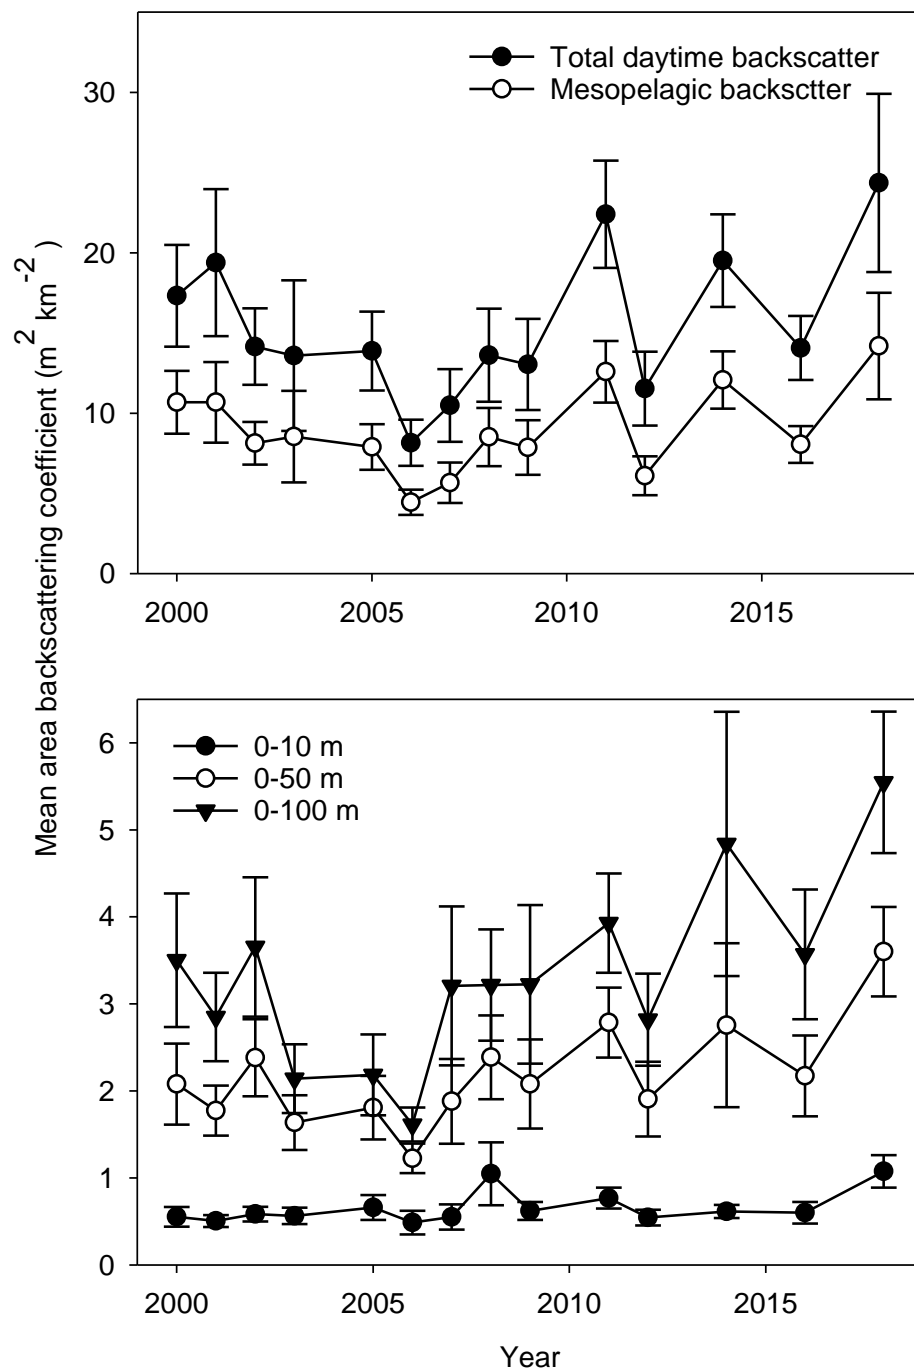 Total daytime backscatter
Mesopelagic backsctter
30
20
10
0
2000 2005 2010 2015
Mean area backscattering coefficient (m2 km-2 )
0-10 m
0-50 m
0-100 m
6
5
4
3
2
1
0
2000 2005 2010 2015
Year